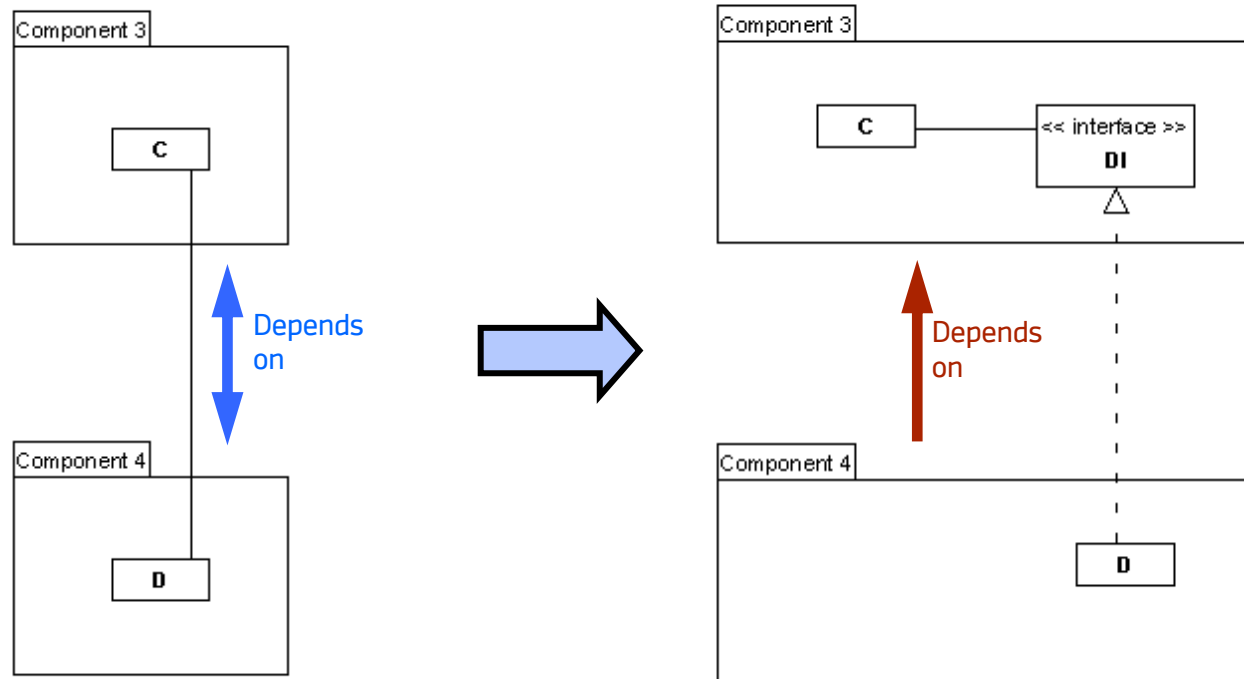 Component 3
C
Depends
on
Component 4
D
Component 3
C
<< interface >>
DI
Depends
on
Component 4
D